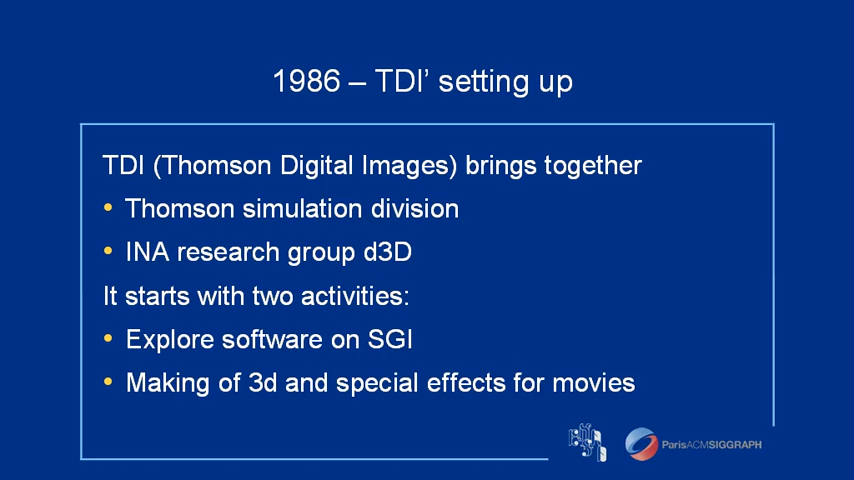 1986 – TDI’ setting up
TDI (Thomson Digital Images) brings together
• Thomson simulation division
• INA research group d3D
It starts with two activities:
• Explore software on SGI
• Making of 3d and special effects for movies
ParisACMSIGGRAPH